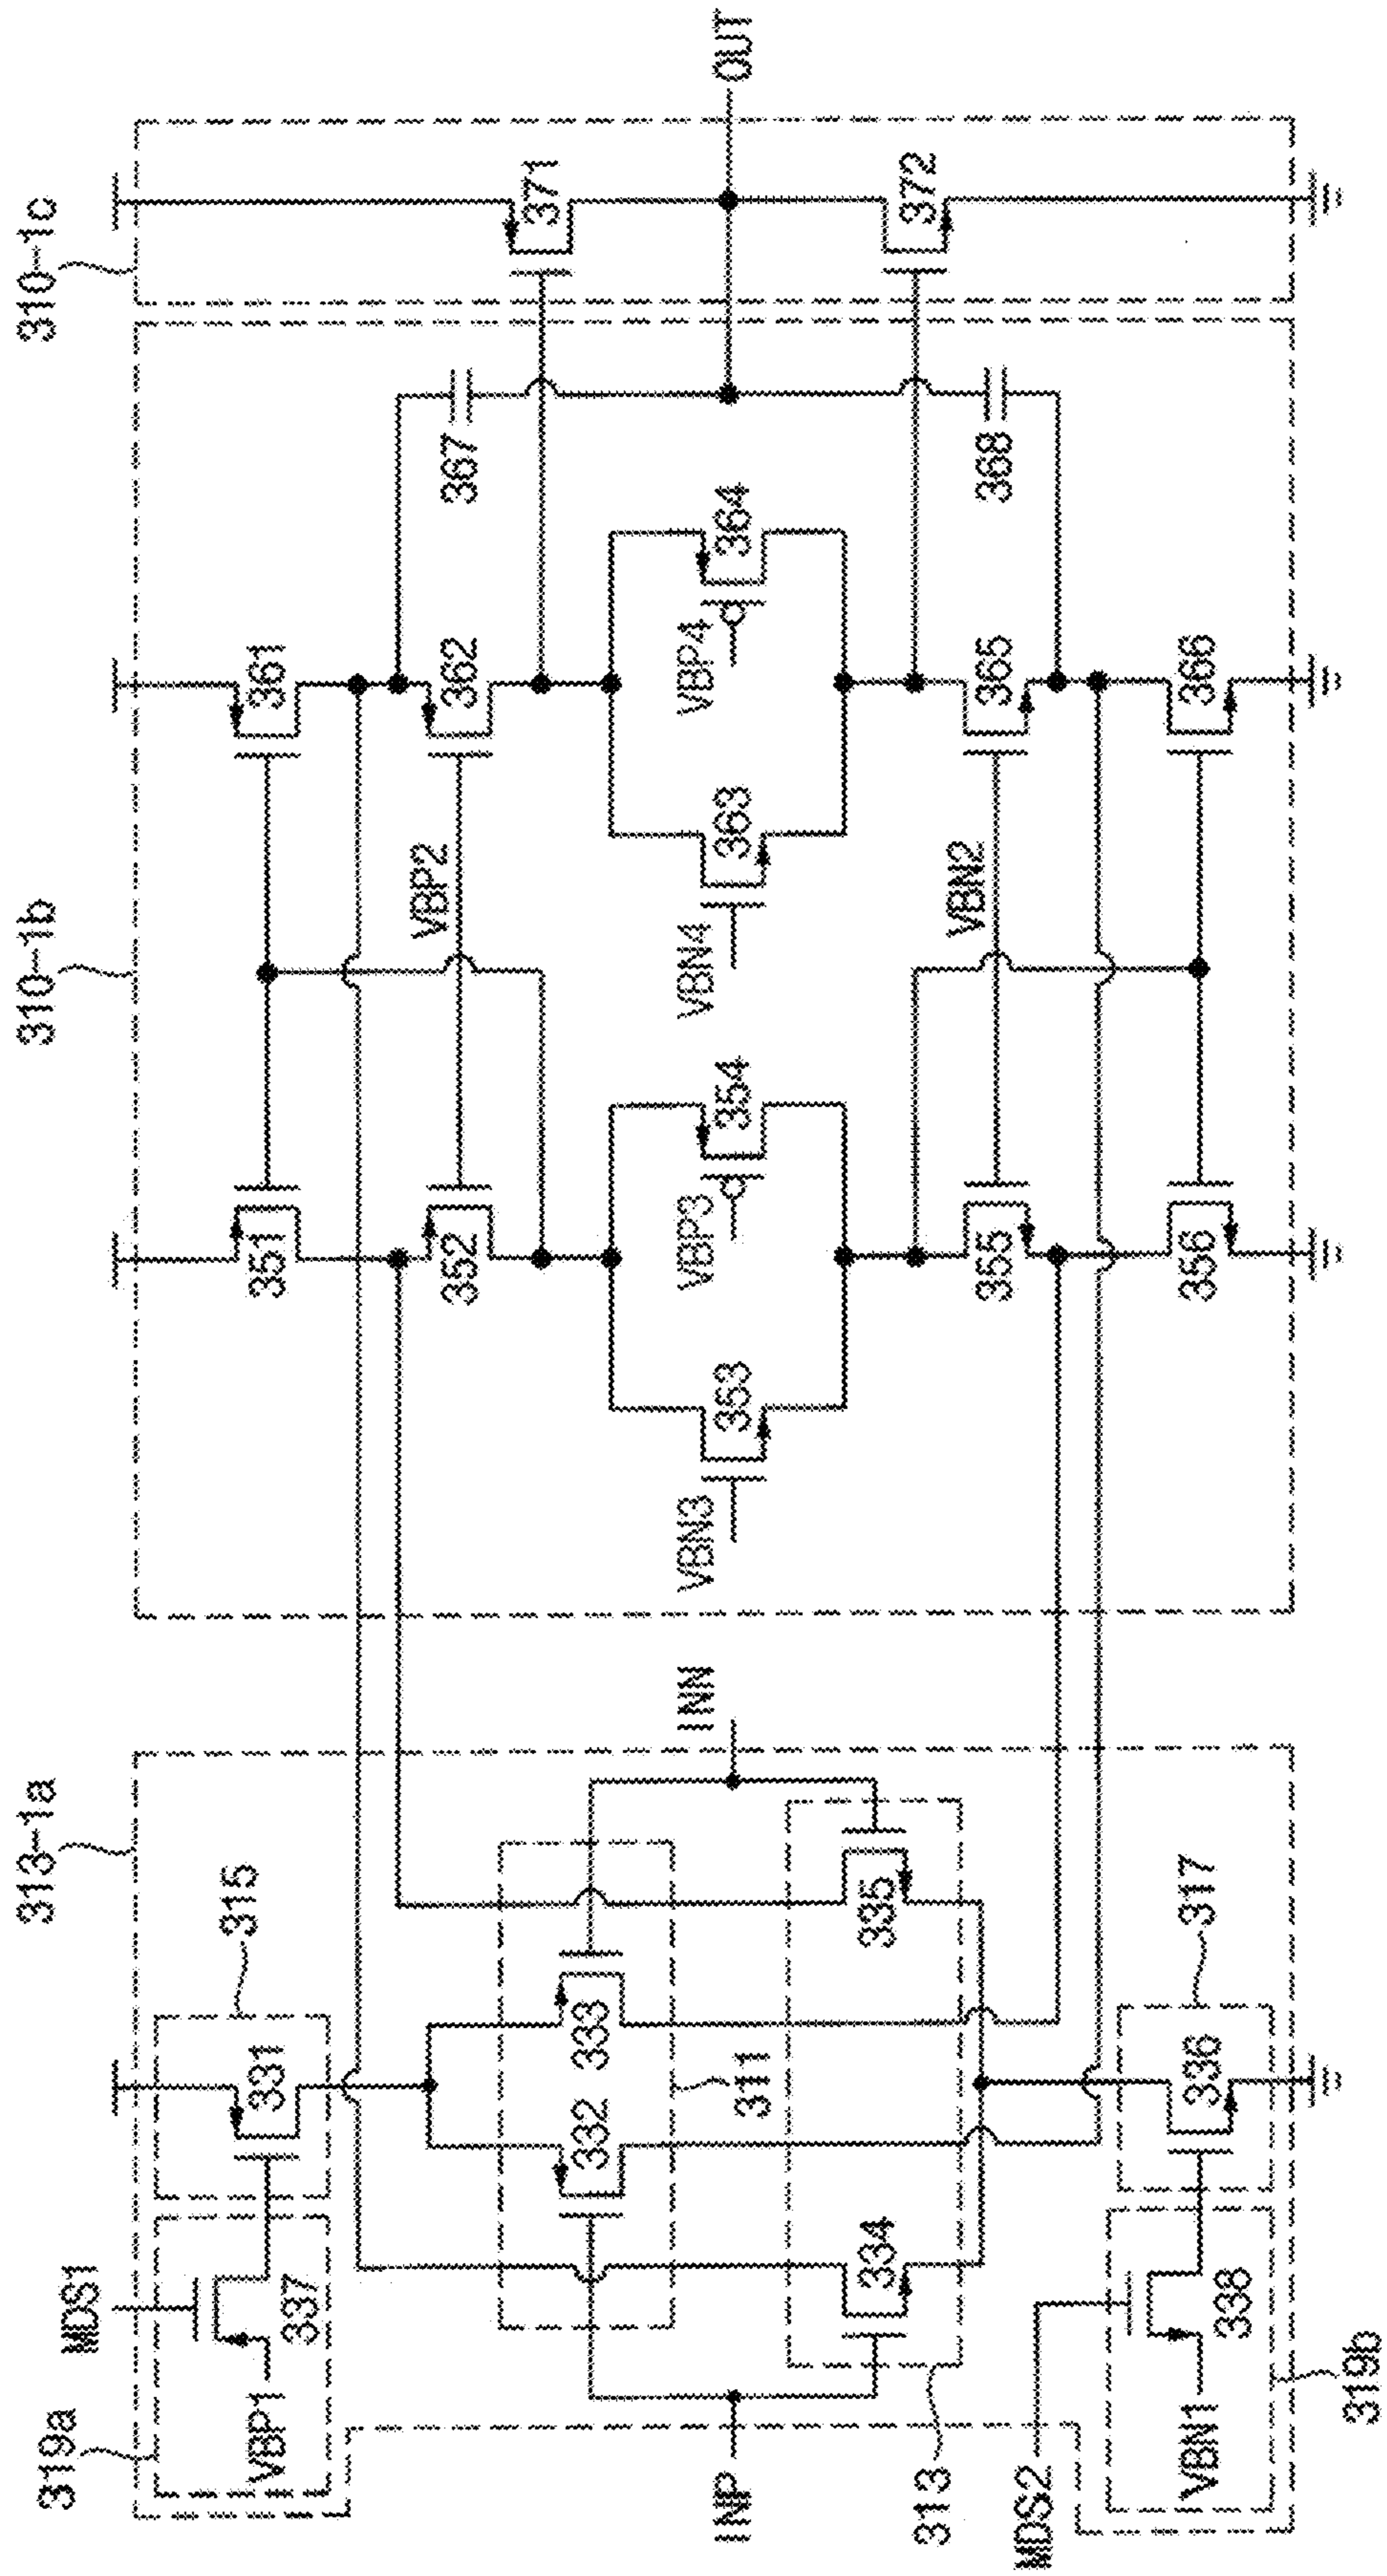 313-1a
310-1b
310-1c
319a
MDS1
VBP1
337
315
331
INP
INN
332
333
311
334
335
313
MDS2
VBN1
338
319b
317
336
351
352
VBN3
353
VBP3
354
355
356
VBP2
VBN2
361
362
VBN4
363
VBP4
364
365
366
367
368
371
372
OUT